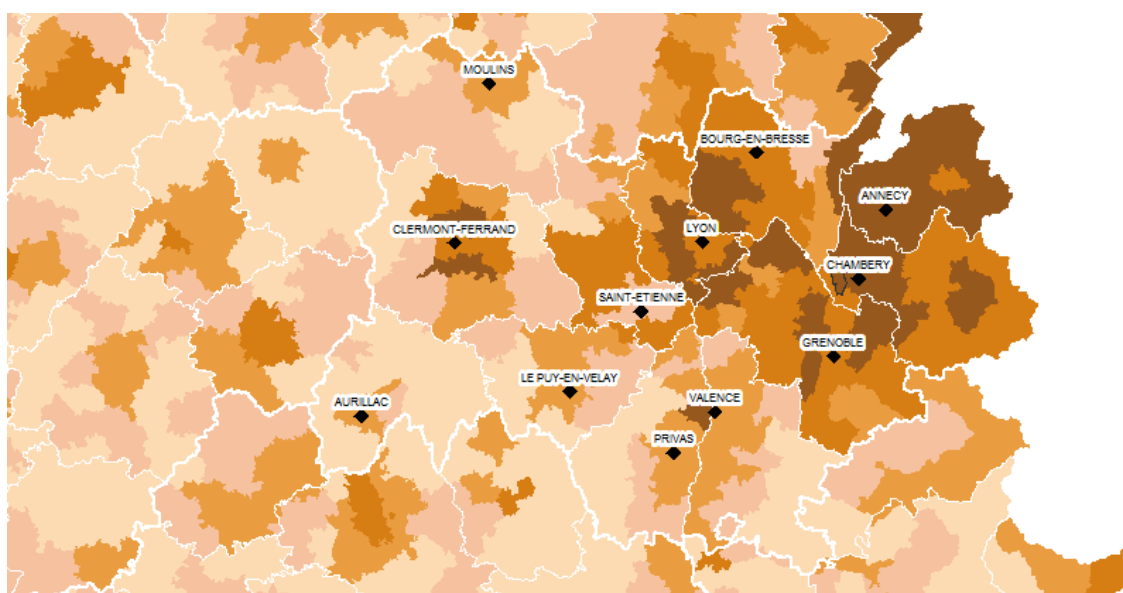 MOULINS
BOURG-EN-BRESSE
ANNECY
CLERMONT-FERRAND
LYON
CHAMBERY
SAINT-ETIENNE
GRENOBLE
LE PUY-EN-VELAY
AURILLAC
VALENCE
PRIVAS